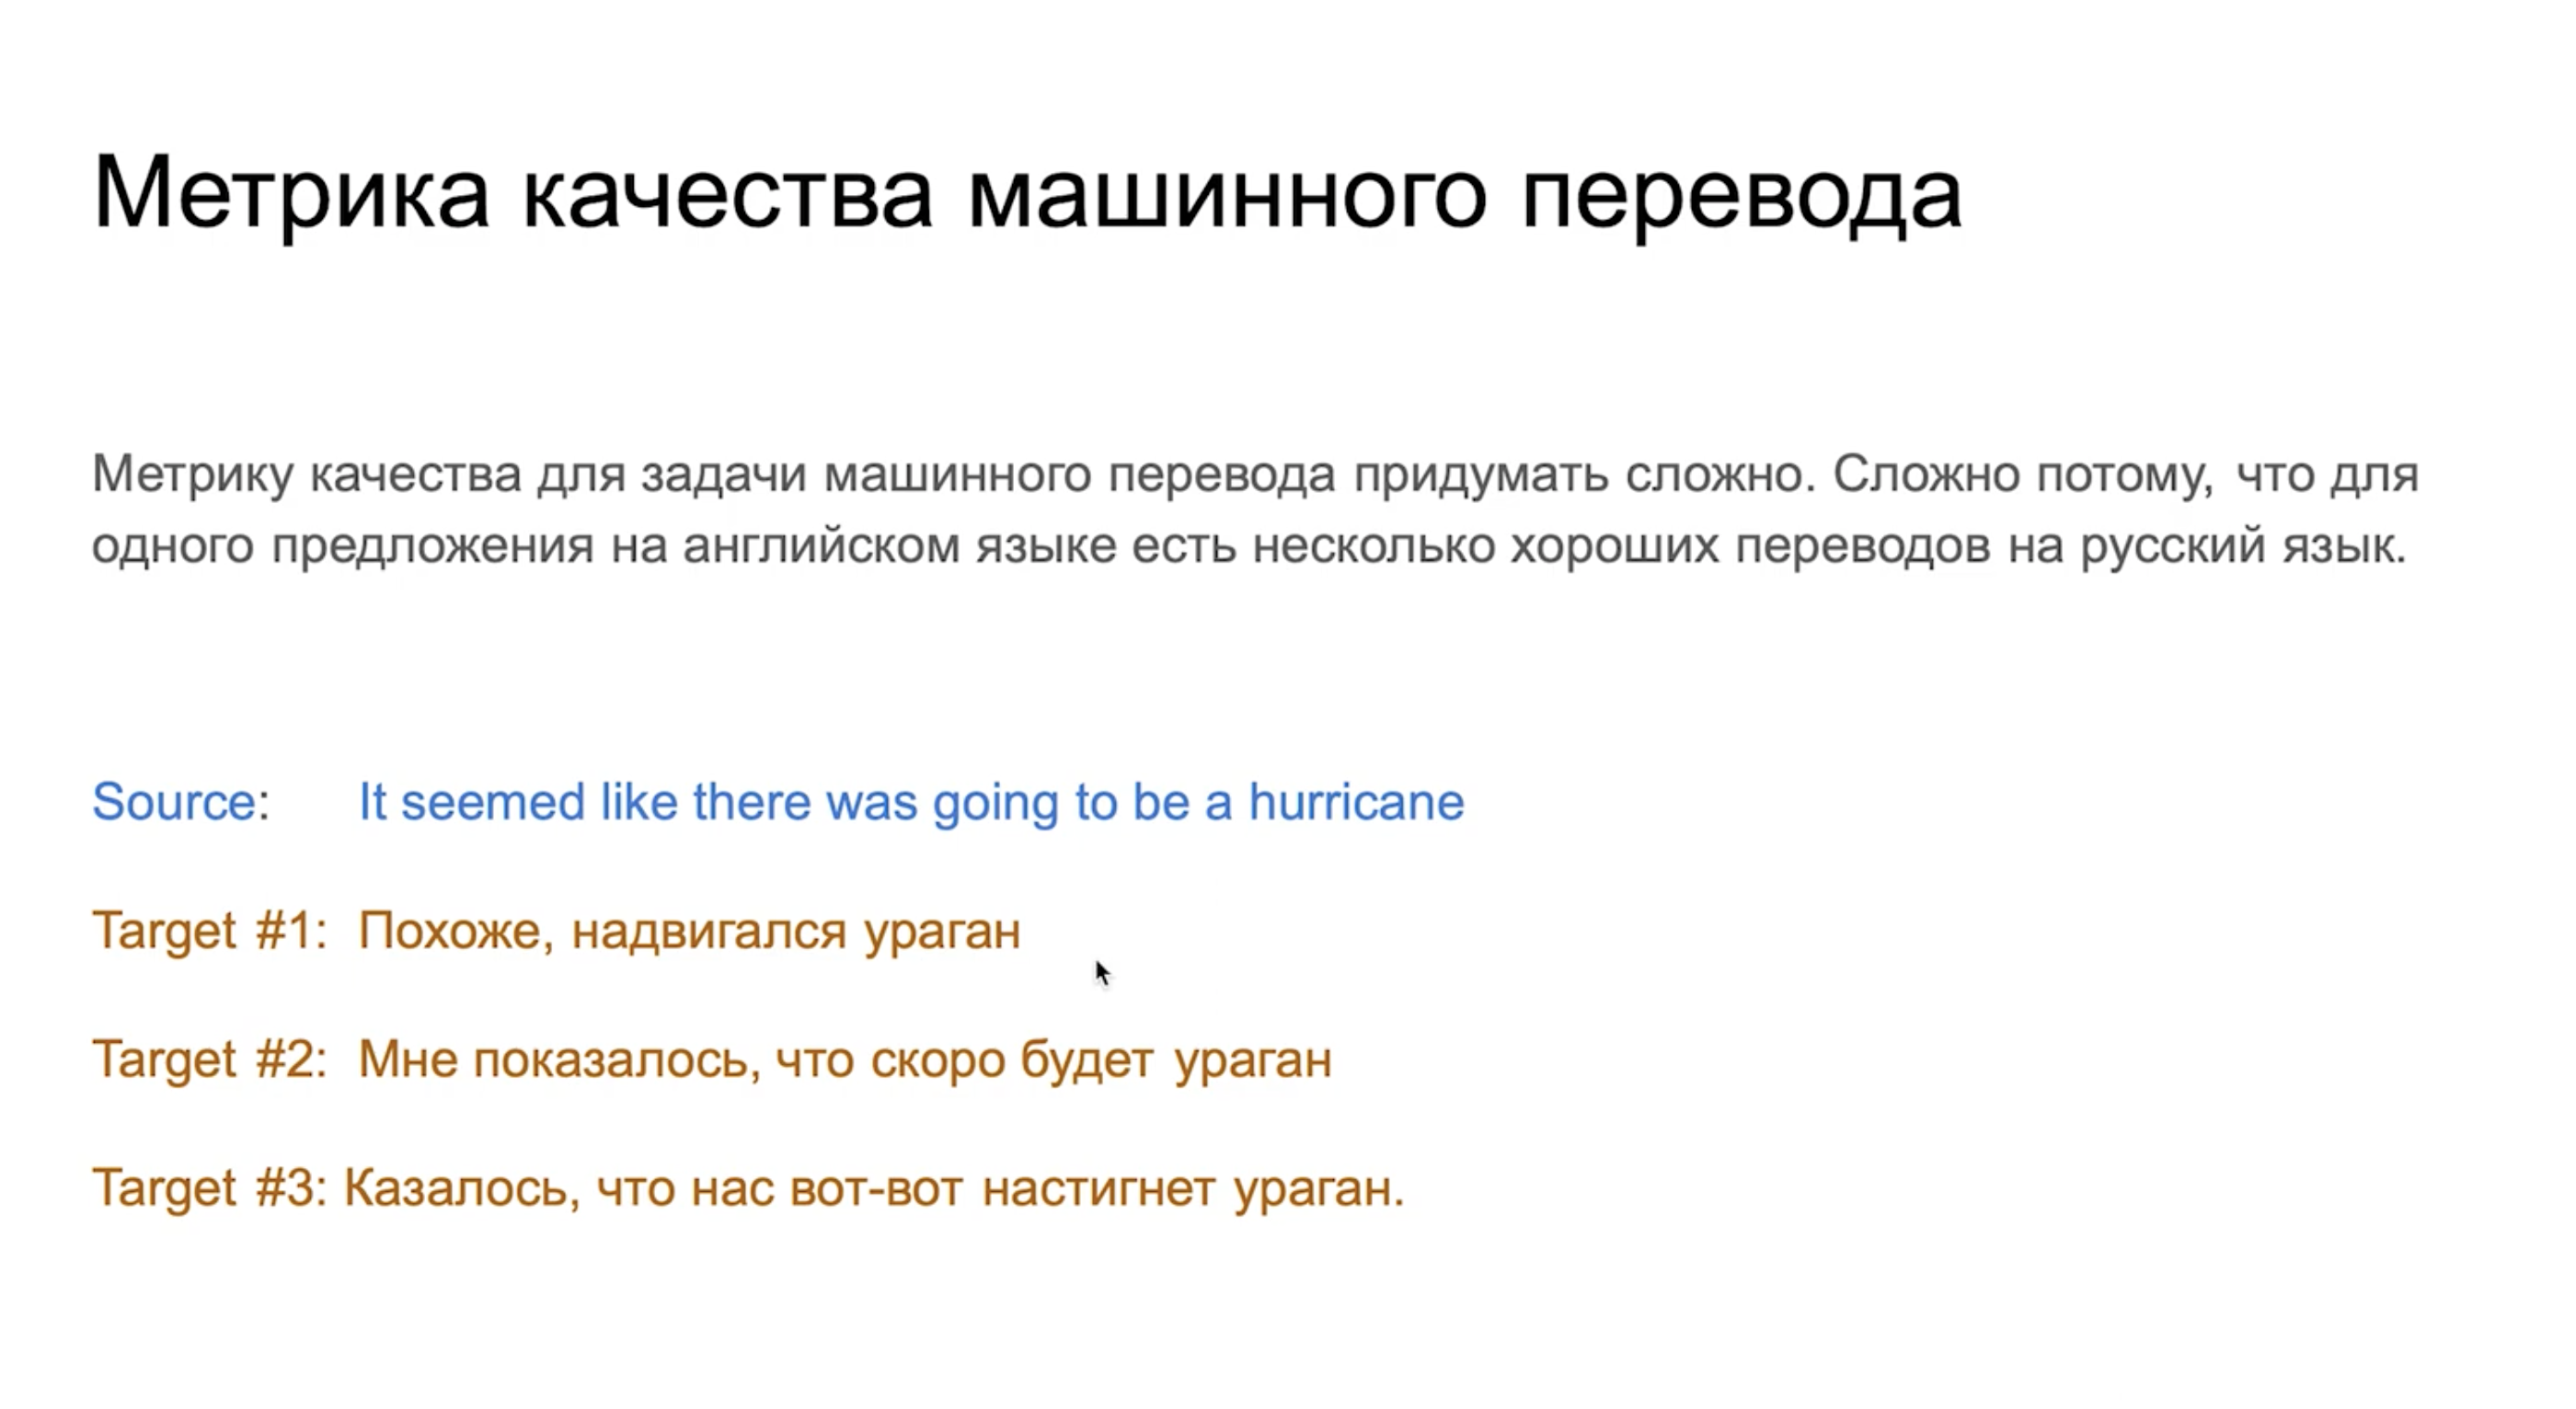 Метрика качества машинного перевода
Метрику качества для задачи машинного перевода придумать сложно. Сложно потому, что для
одного предложения на английском языке есть несколько хороших переводов на русский язык.
Source: It seemed like there was going to be a hurricane
Target #1: Похоже, надвигался ураган
Target #2: Мне показалось, что скоро будет ураган
Target #3: Казалось, что нас вот-вот настигнет ураган.